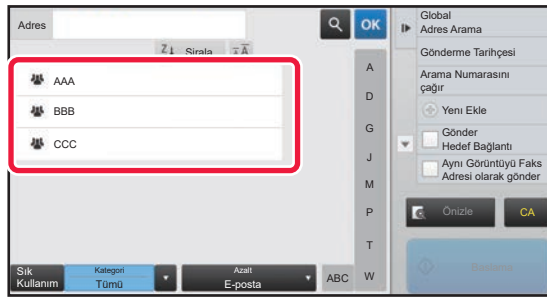 Adres
OK
Z↓ Sırala
AAA
BBB
CCC
A
D
G
J
M
P
T
W
Sık
Kullanım
Kategori
Tümü
Azalt
E-posta
ABC
Global
Adres Arama
Gönderme Tarihçesi
Arama Numarasını
çağır
Yeni Ekle
Gönder
Hedef Bağlantı
Aynı Görüntüyü Faks
Adresi olarak gönder
Önizle
CA